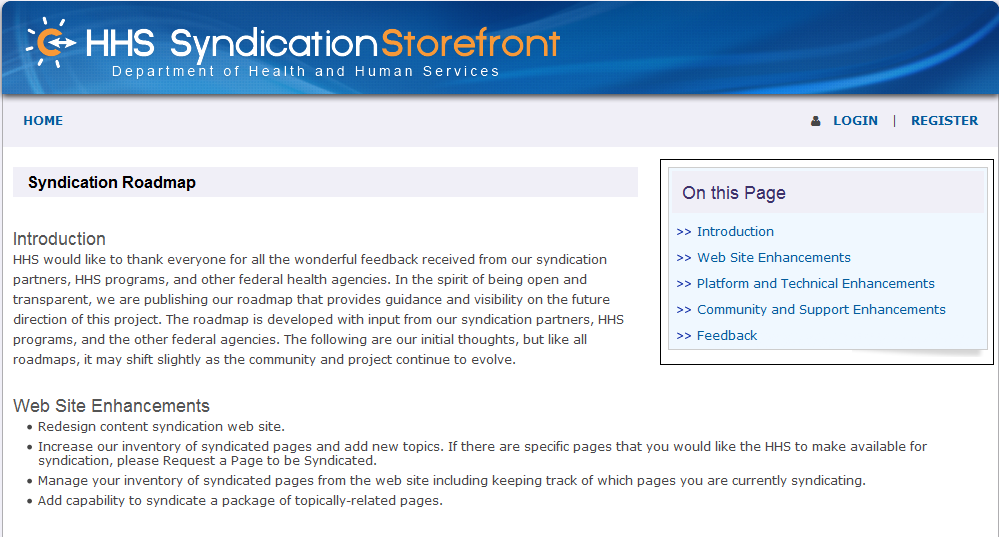 HHS SyndicationStorefront
Department of Health and Human Services
HOME
LOGIN | REGISTER
Syndication Roadmap
Introduction
HHS would like to thank everyone for all the wonderful feedback received from our syndication
partners, HHS programs, and other federal health agencies. In the spirit of being open and
transparent, we are publishing our roadmap that provides guidance and visibility on the future
direction of this project. The roadmap is developed with input from our syndication partners, HHS
programs, and the other federal agencies. The following are our initial thoughts, but like all
roadmaps, it may shift slightly as the community and project continue to evolve.
On this Page
>> Introduction
>> Web Site Enhancements
>> Platform and Technical Enhancements
>> Community and Support Enhancements
>> Feedback
Web Site Enhancements
• Redesign content syndication web site.
• Increase our inventory of syndicated pages and add new topics. If there are specific pages that you would like the HHS to make available for
syndication, please Request a Page to be Syndicated.
• Manage your inventory of syndicated pages from the web site including keeping track of which pages you are currently syndicating.
• Add capability to syndicate a package of topically-related pages.